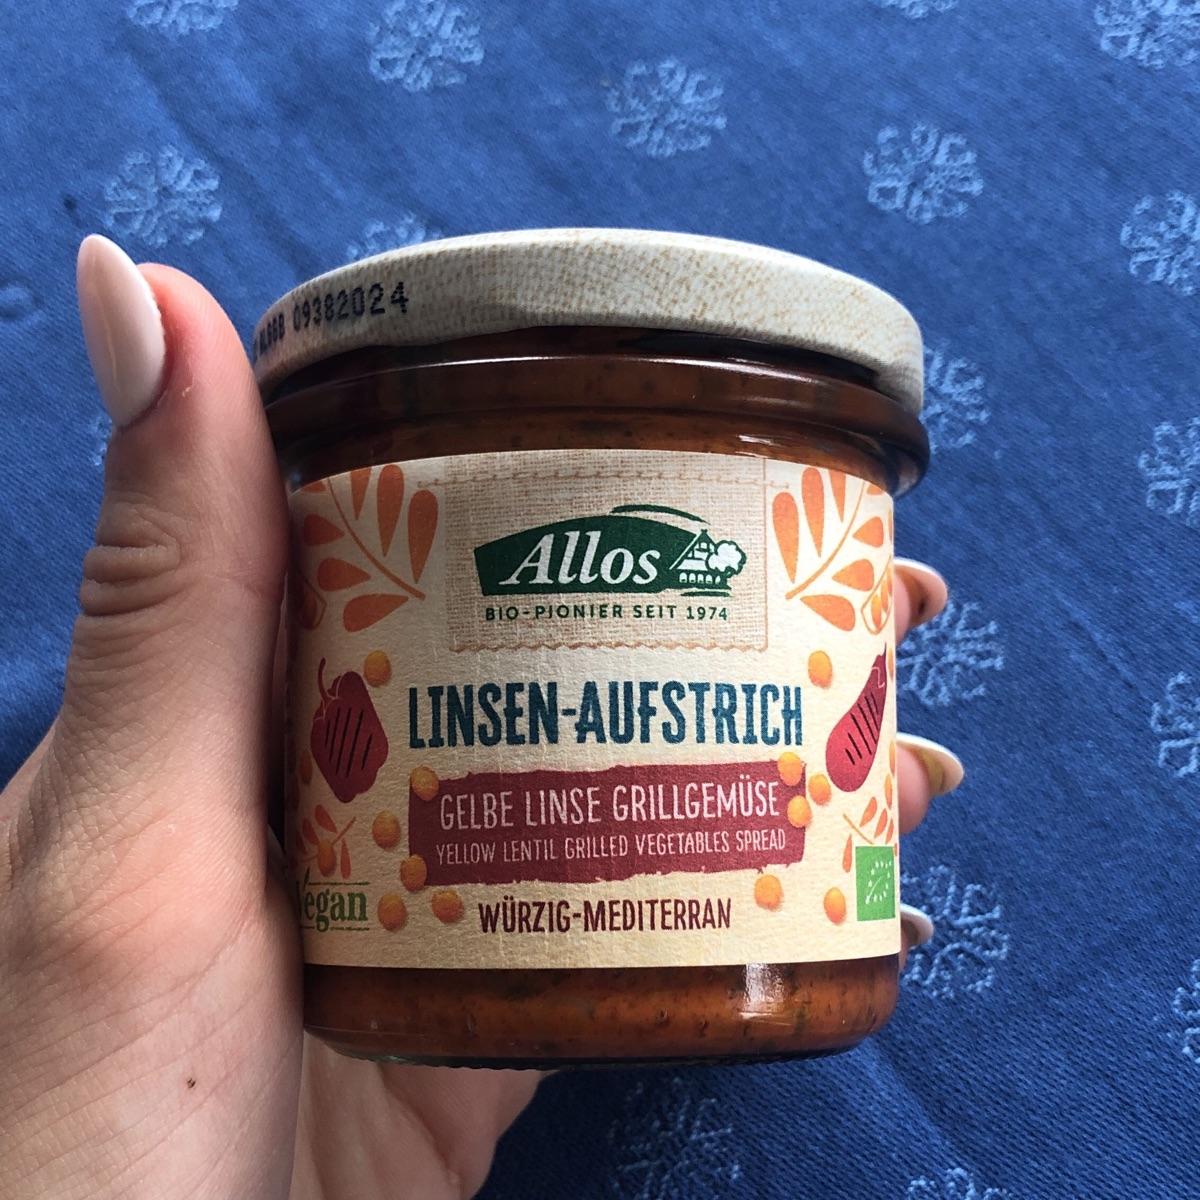 09382024
Allos
BIO-PIONIER SEIT 1974
LINSEN-AUFSTRICH
GELBE LINSE GRILLGEMÜSE
YELLOW LENTIL GRILLED VEGETABLES SPREAD
Vegan
WÜRZIG-MEDITERRAN